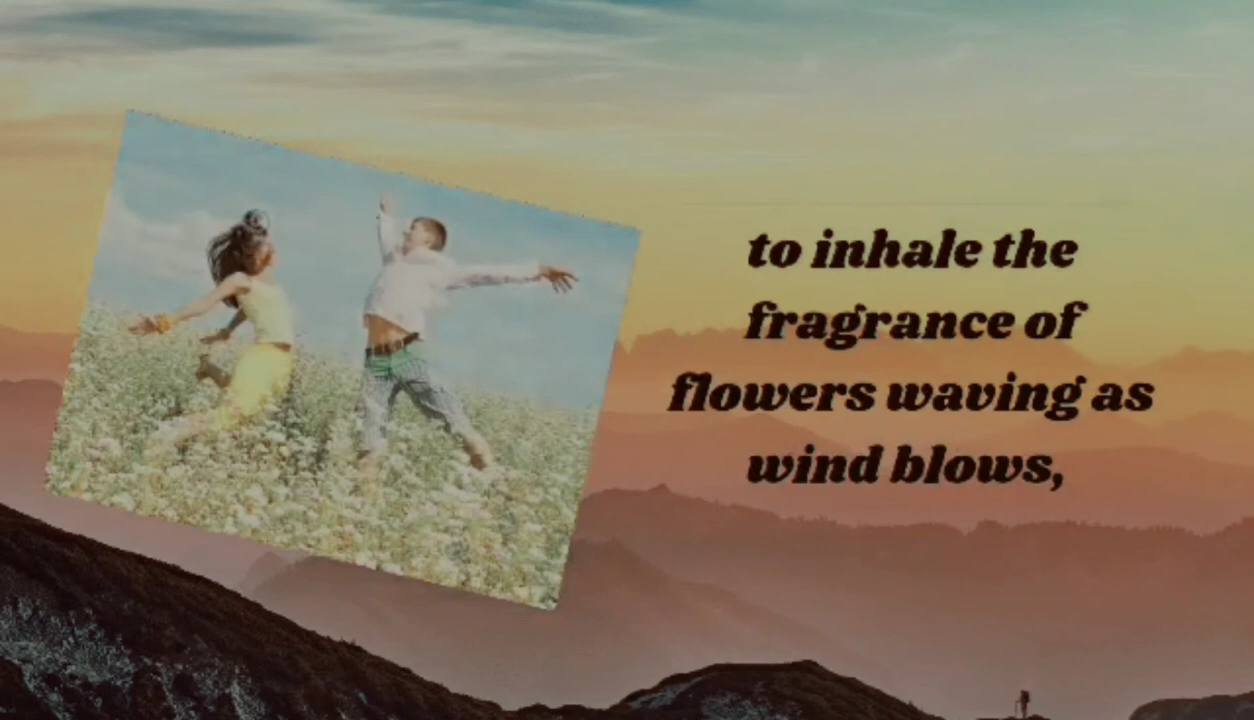 to inhale the
fragrance of
flowers waving as
wind blows,